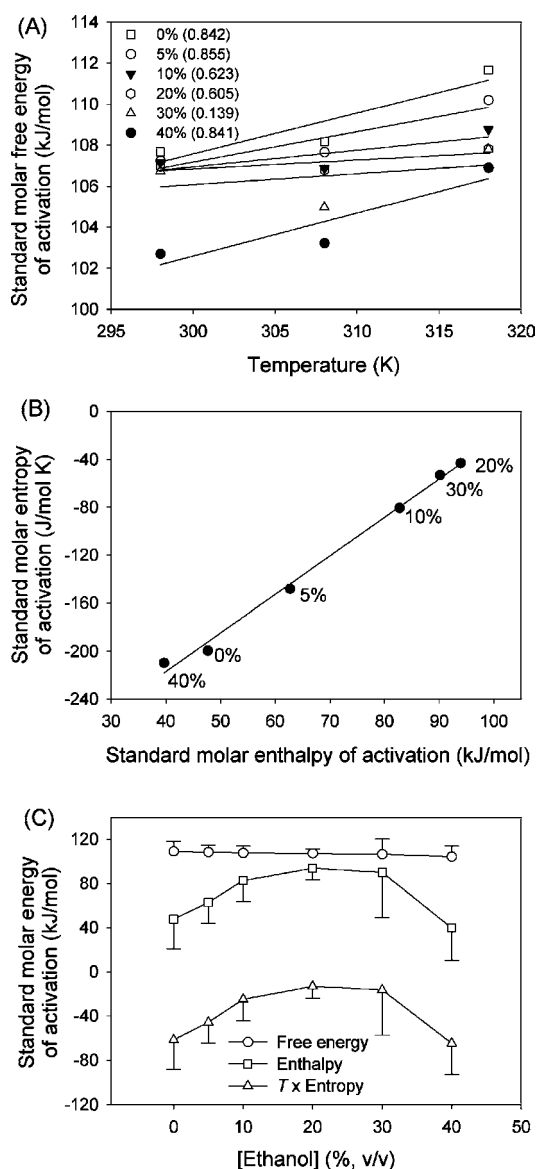 (A)
Standard molar free energy
of activation (kJ/mol)
114
112
110
108
106
104
102
100
0% (0.842)
5% (0.855)
10% (0.623)
20% (0.605)
30% (0.139)
40% (0.841)
295 300 305 310 315 320
Temperature (K)
(B)
Standard molar entropy
of activation (J/mol K)
-0
-40
-80
-120
-160
-200
-240
20%
30%
10%
5%
0%
40%
30 40 50 60 70 80 90 100
Standard molar enthalpy of activation (kJ/mol)
(C)
Standard molar energy
of activation (kJ/mol)
120
80
40
0
-40
-80
-120
Free energy
Enthalpy
T x Entropy
0 10 20 30 40 50
[Ethanol] (%, v/v)